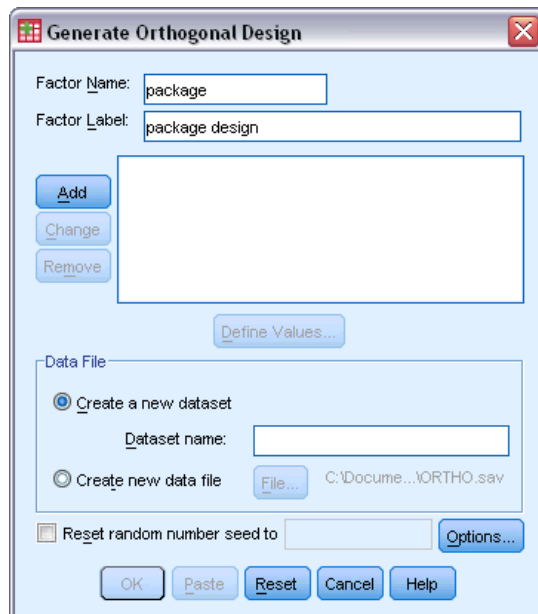 Generate Orthogonal Design
Factor Name: package
Factor Label: package design
Add
Change
Remove
Define Values...
Data File
Create a new dataset
Dataset name:
Create new data file File... C:\Docume...\ORTHO.sav
Reset random number seed to Options...
OK Paste Reset Cancel Help